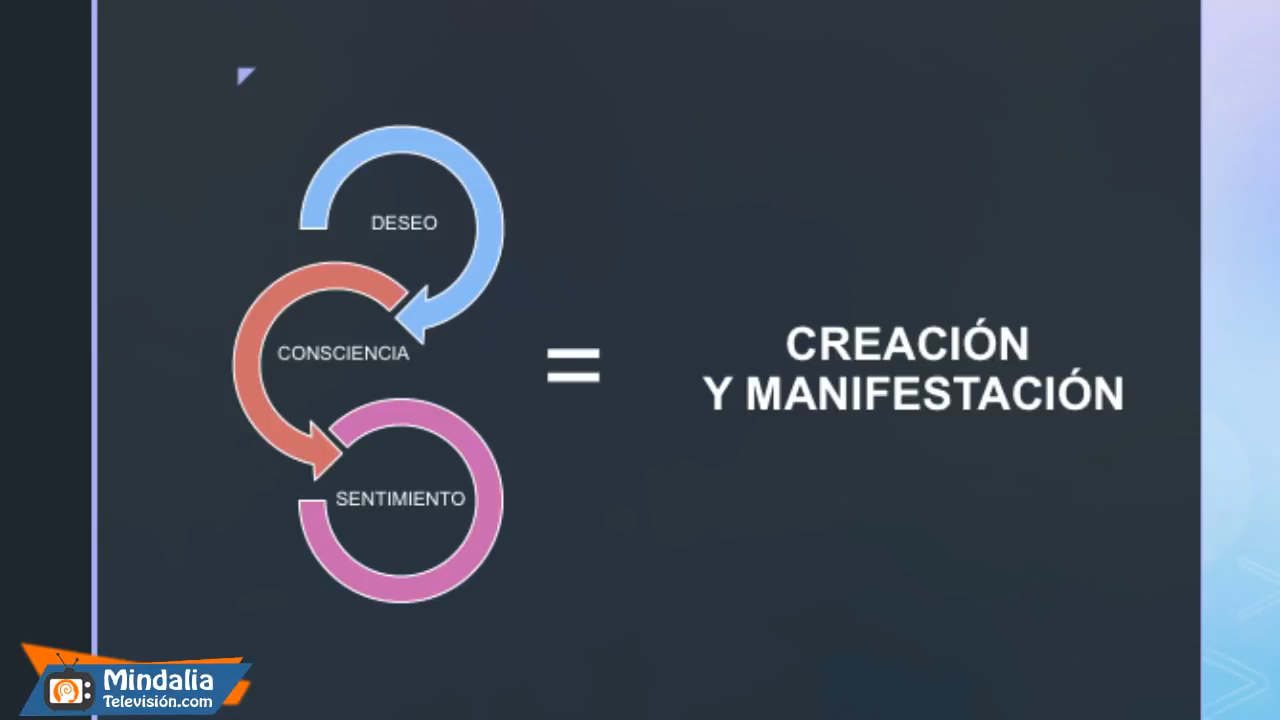 DESEO
CONSCIENCIA
SENTIMIENTO
=
CREACIÓN
Y MANIFESTACIÓN
Mindalia
Televisión.com